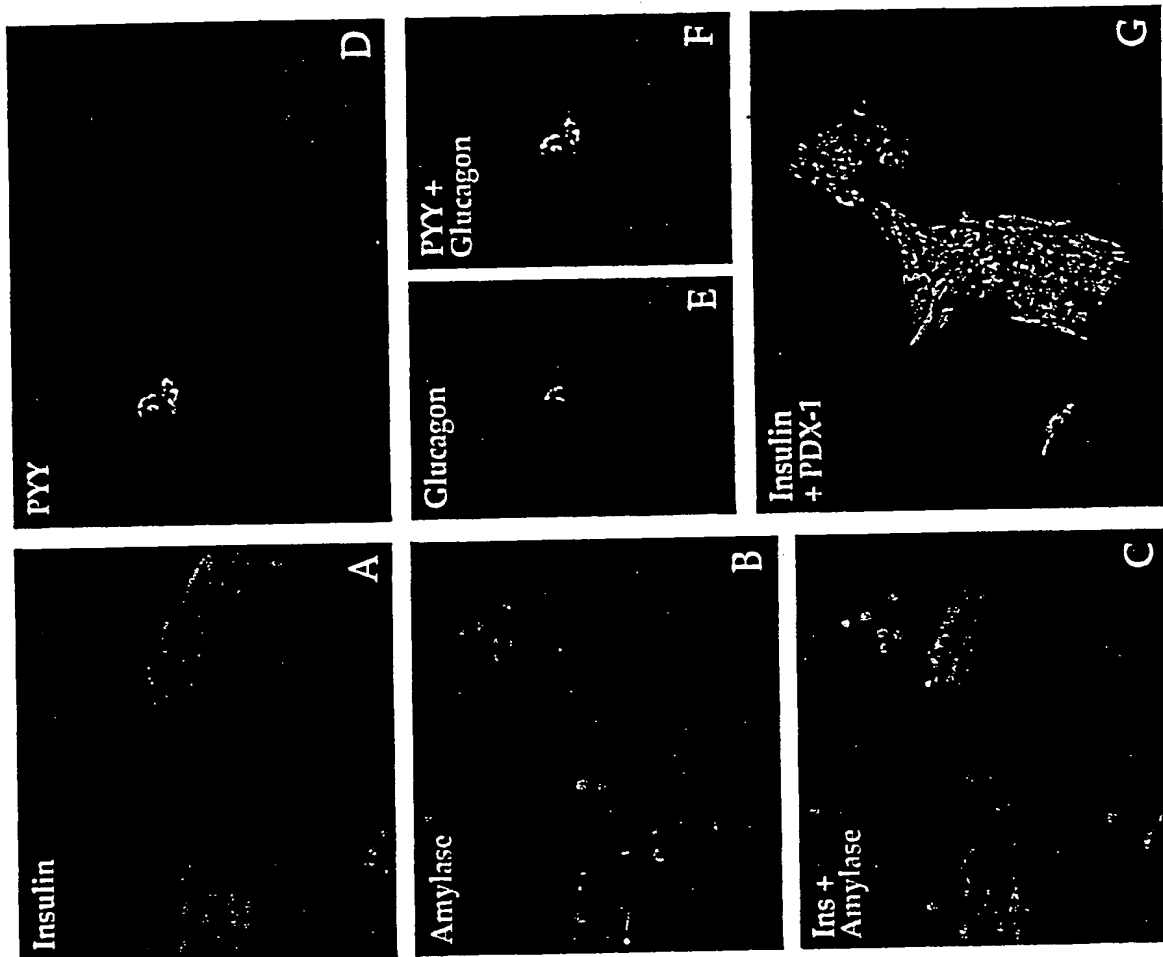 Insulin
A
Amylase
B
Ins +
Amylase
C
PYY
D
Glucagon
E
PYY +
Glucagon
F
Insulin
+ PDX-1
G